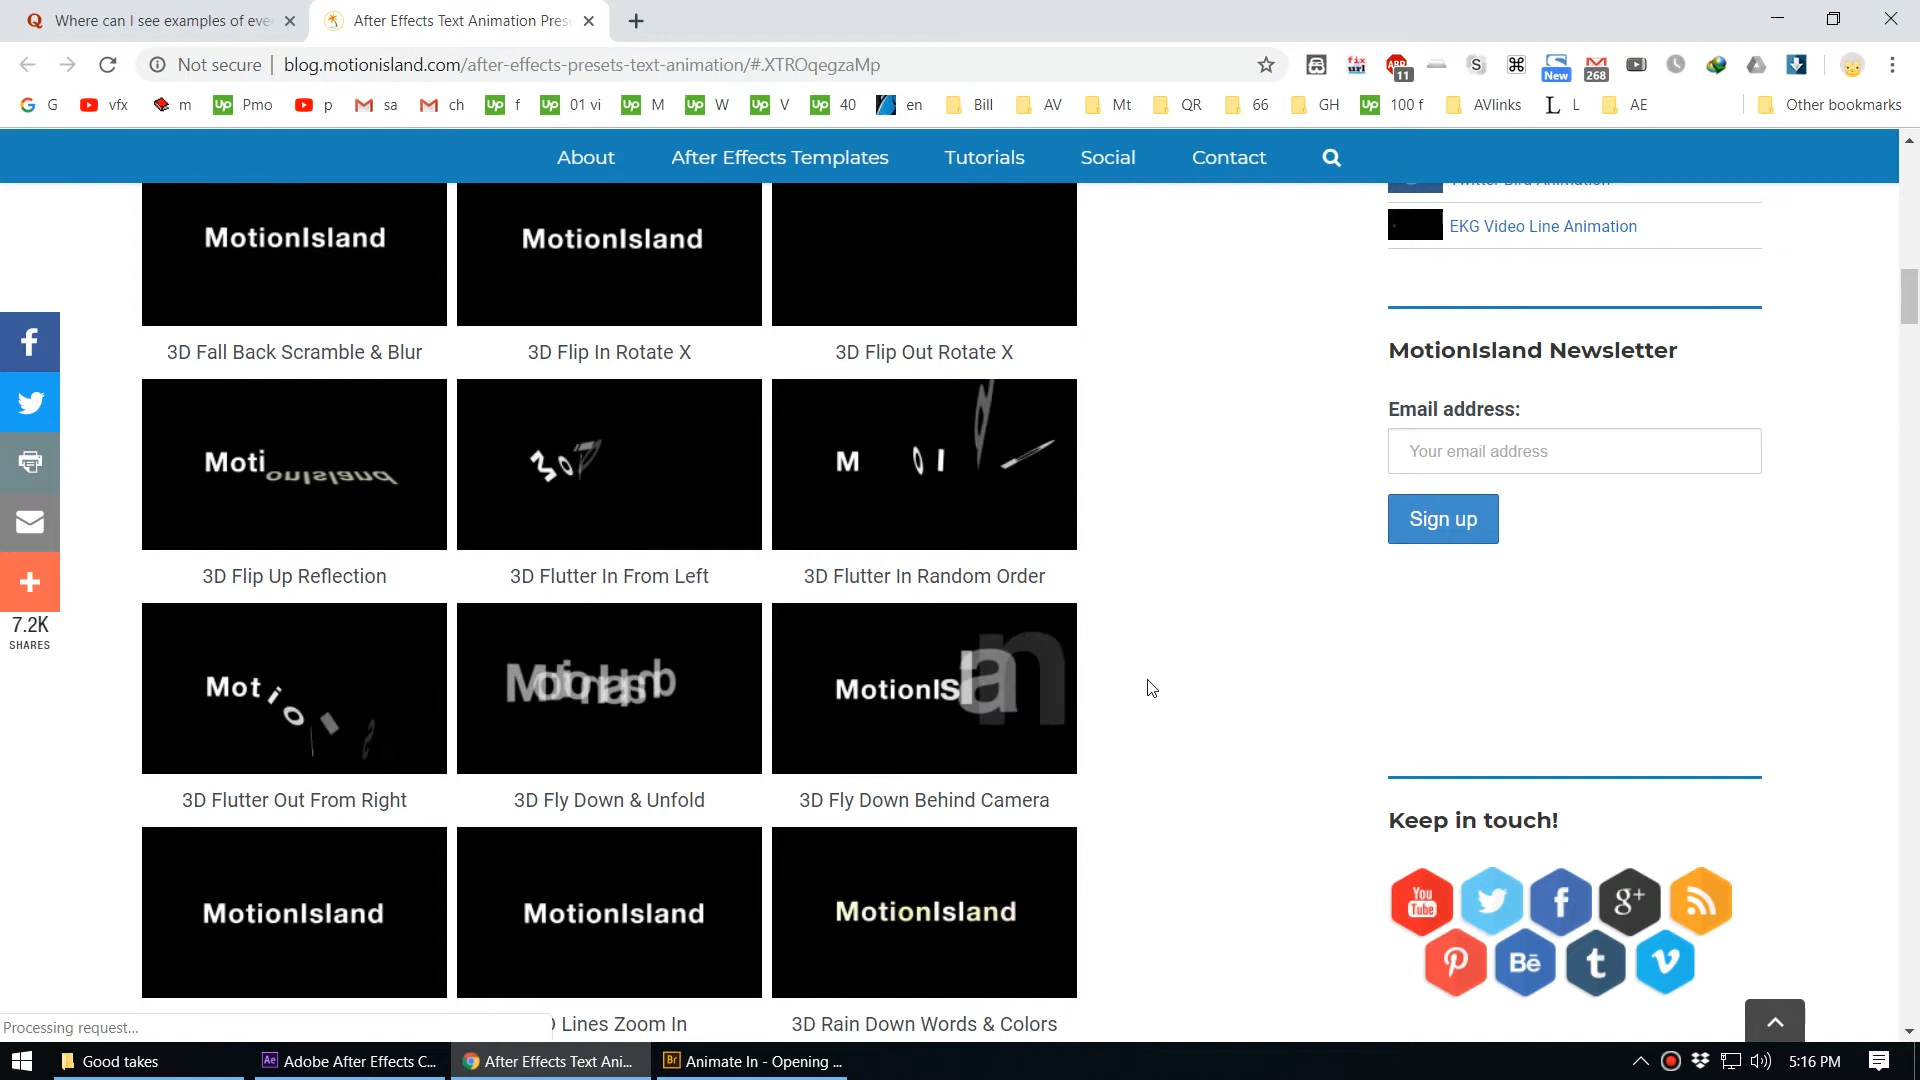 Where can I see examples of eve
After Effects Text Animation Pres
Not secure | blog.motionisland.com/after-effects-presets-text-animation/#.XTROqegzaMp
11
New
268
G vfx m Pmo p sa ch f 01 vi M W V 40 en Bill AV Mt QR 66 GH 100 f AVlinks L AE Other bookmarks
About After Effects Templates Tutorials Social Contact
MotionIsland MotionIsland
EKG Video Line Animation
3D Fall Back Scramble & Blur 3D Flip In Rotate X 3D Flip Out Rotate X
MotionIsland Newsletter
Email address:
Your email address
Sign up
3D Flip Up Reflection 3D Flutter In From Left 3D Flutter In Random Order
7.2K
SHARES
3D Flutter Out From Right 3D Fly Down & Unfold 3D Fly Down Behind Camera
Keep in touch!
MotionIsland MotionIsland MotionIsland
Lines Zoom In 3D Rain Down Words & Colors
Processing request...
Good takes Adobe After Effects C... After Effects Text Ani... Animate In - Opening ... 5:16 PM